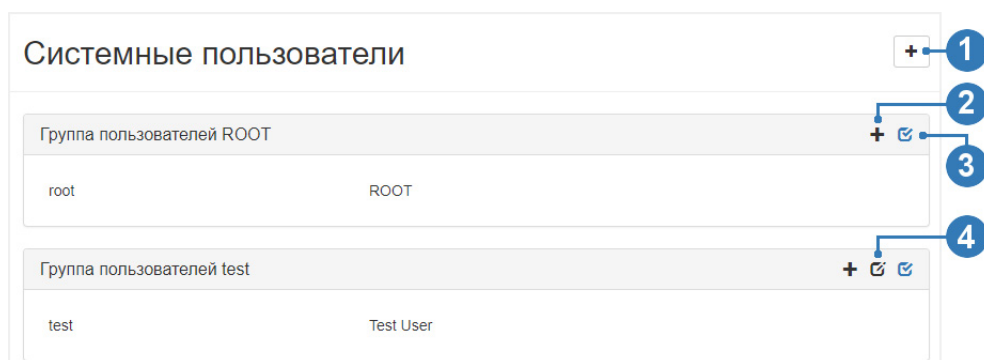 Системные пользователи
1
2
Группа пользователей ROOT
3
root ROOT
4
Группа пользователей test
test Test User